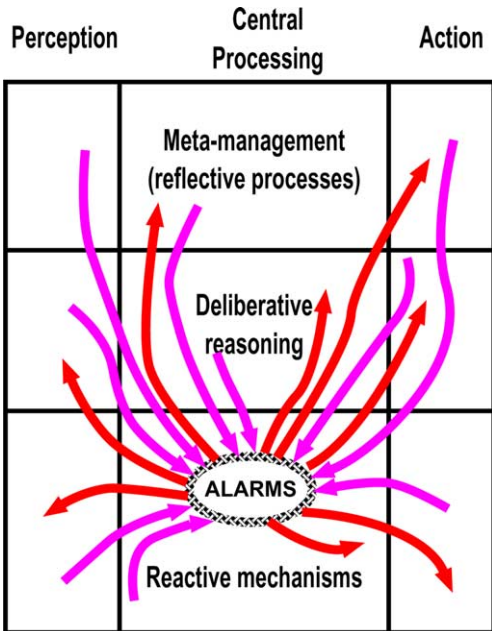 Perception
Central
Processing
Action
Meta-management
(reflective processes)
Deliberative
reasoning
ALARMS
Reactive mechanisms